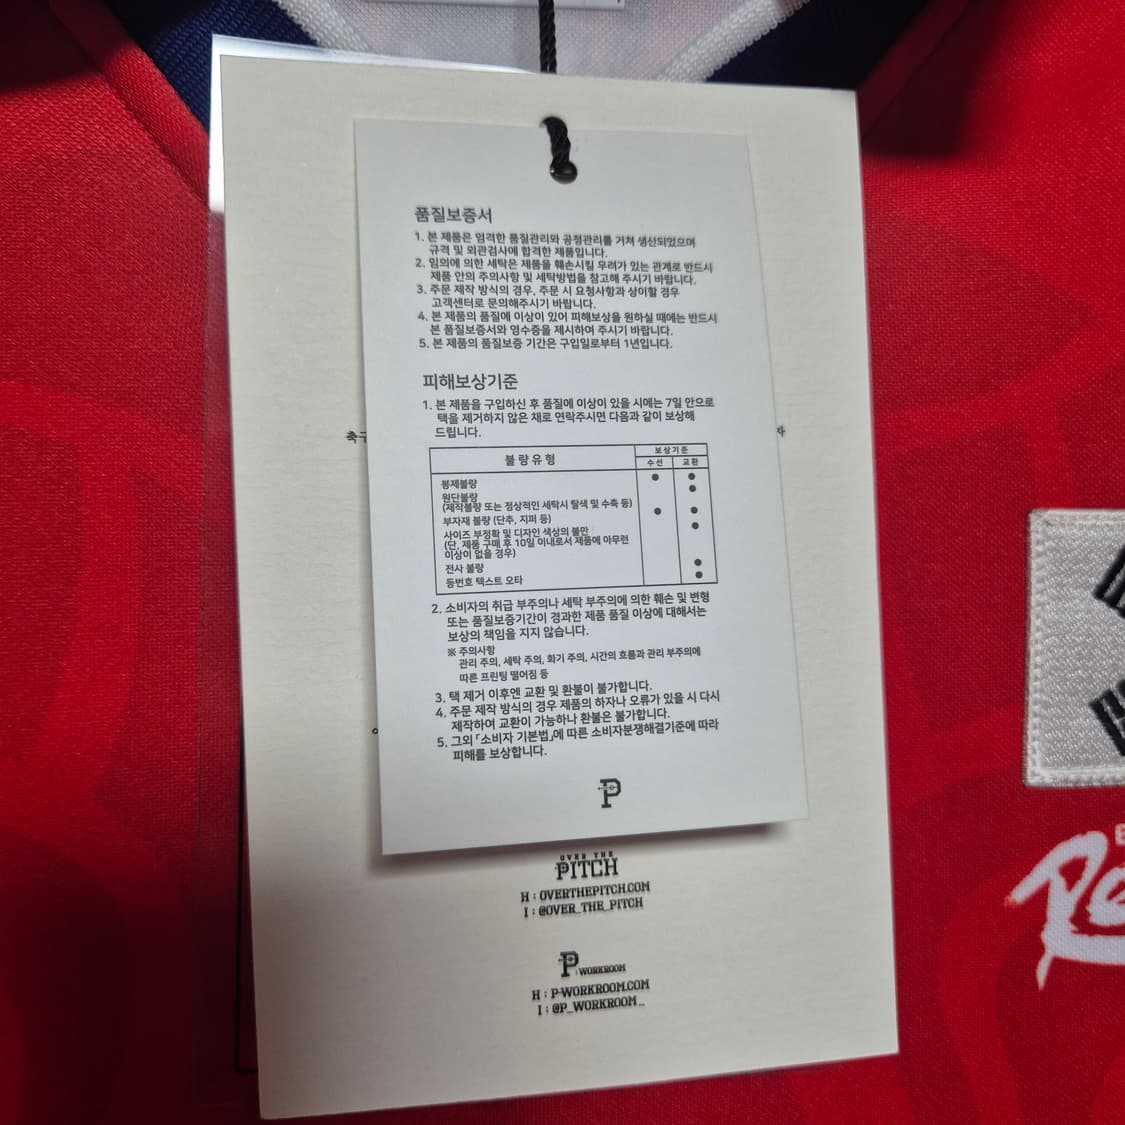 품질보증서
1. 본 제품은 엄격한 품질관리와 공정관리를 거쳐 생산되었으며
규격 및 외관검사에 합격한 제품입니다.
2. 임의에 의한 세탁은 제품을 훼손시킬 우려가 있는 관계로 반드시
제품 안의 주의사항 및 세탁방법을 참고해 주시기 바랍니다.
3. 주문 제작 방식의 경우, 주문 시 요청사항과 상이할 경우
고객센터로 문의해주시기 바랍니다.
4. 본 제품의 품질에 이상이 있어 피해보상을 원하실 때에는 반드시
본 품질보증서와 영수증을 제시하여 주시기 바랍니다.
5. 본 제품의 품질보증 기간은 구입일로부터 1년입니다.
피해보상기준
1. 본 제품을 구입하신 후 품질에 이상이 있을 시에는 7일 안으로
택을 제거하지 않은 채로 연락주시면 다음과 같이 보상해
드립니다.
불량유형
보상기준
수선 교환
봉제불량
원단불량
(제작불량 또는 정상적인 세탁시 탈색 및 수축 등)
부자재 불량 (단추, 지퍼 등)
사이즈 부정확 및 디자인 색상의 불만
(단, 제품 구매 후 10일 이내로서 제품에 아무런
이상이 없을 경우)
전사 불량
등번호 텍스트 오타
2. 소비자의 취급 부주의나 세탁 부주의에 의한 훼손 및 변형
또는 품질보증기간이 경과한 제품 품질 이상에 대해서는
보상의 책임을 지지 않습니다.
※ 주의사항
관리 주의, 세탁 주의, 화기 주의, 시간의 흐름과 관리 부주의에
따른 프린팅 떨어짐 등
3. 택 제거 이후엔 교환 및 환불이 불가합니다.
4. 주문 제작 방식의 경우 제품의 하자나 오류가 있을 시 다시
제작하여 교환이 가능하나 환불은 불가합니다.
5. 그외 「소비자 기본법」에 따른 소비자분쟁해결기준에 따라
피해를 보상합니다.
P
OVER THE
PITCH
H : OVERTHEPITCH.COM
I : @OVER_THE_PITCH
P:WORKROOM
H : P-WORKROOM.COM
I : @P_WORKROOM_